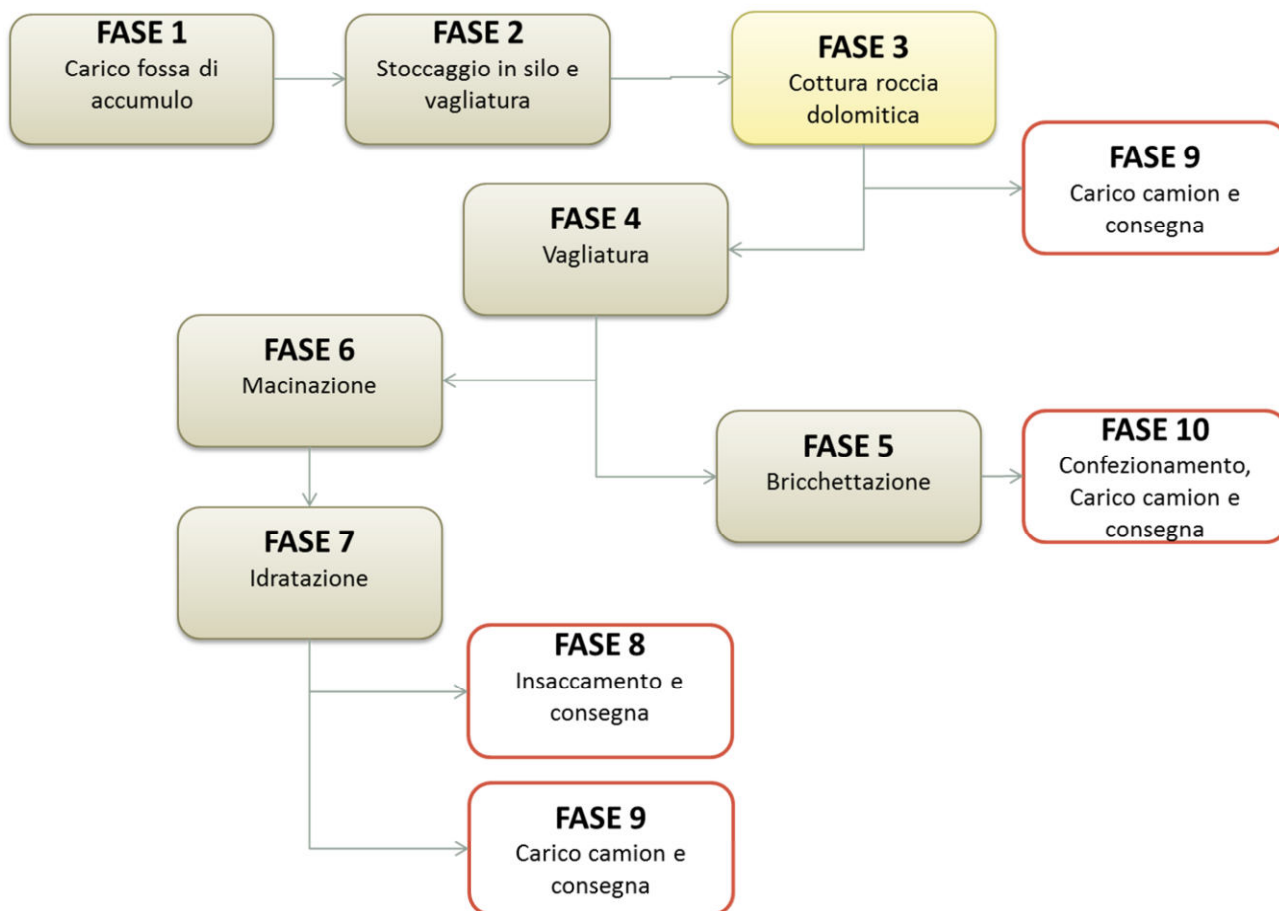 FASE 1
Carico fossa di
accumulo
FASE 2
Stoccaggio in silo e
vagliatura
FASE 3
Cottura roccia
dolomitica
FASE 9
Carico camion e
consegna
FASE 4
Vagliatura
FASE 6
Macinazione
FASE 5
Bricchettazione
FASE 10
Confezionamento,
Carico camion e
consegna
FASE 7
Idratazione
FASE 8
Insaccamento e
consegna
FASE 9
Carico camion e
consegna